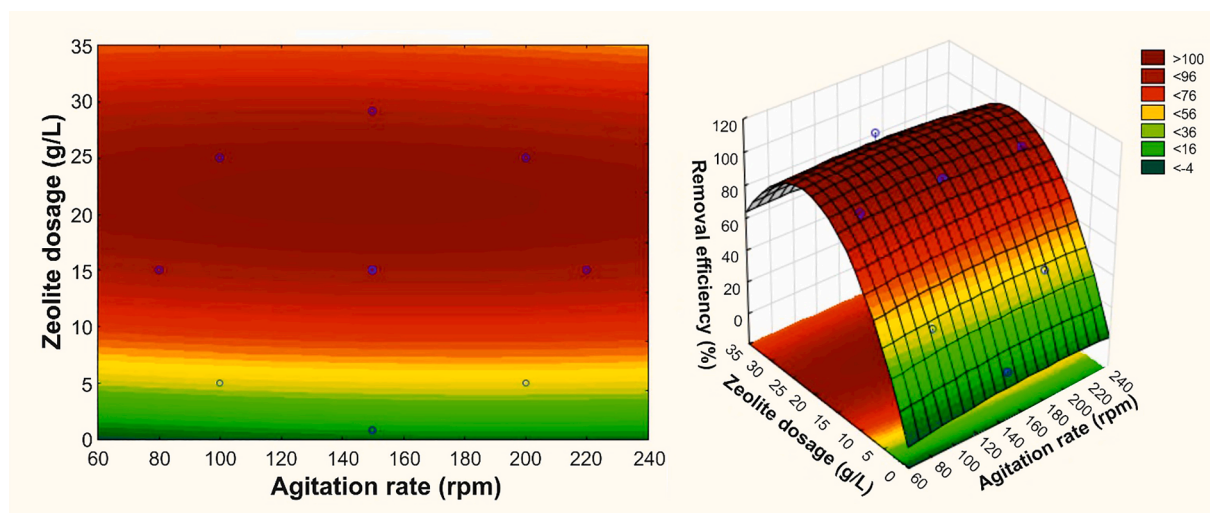 35
30
25
20
15
10
5
0
Zeolite dosage (g/L)
60 80 100 120 140 160 180 200 220 240
Agitation rate (rpm)
120
100
80
60
40
20
0
Removal efficiency (%)
35 30 25 20 15 10 5 0
Zeolite dosage (g/L)
60 80 100 120 140 160 180 200 220 240
Agitation rate (rpm)
>100
<96
<76
<56
<36
<16
<-4